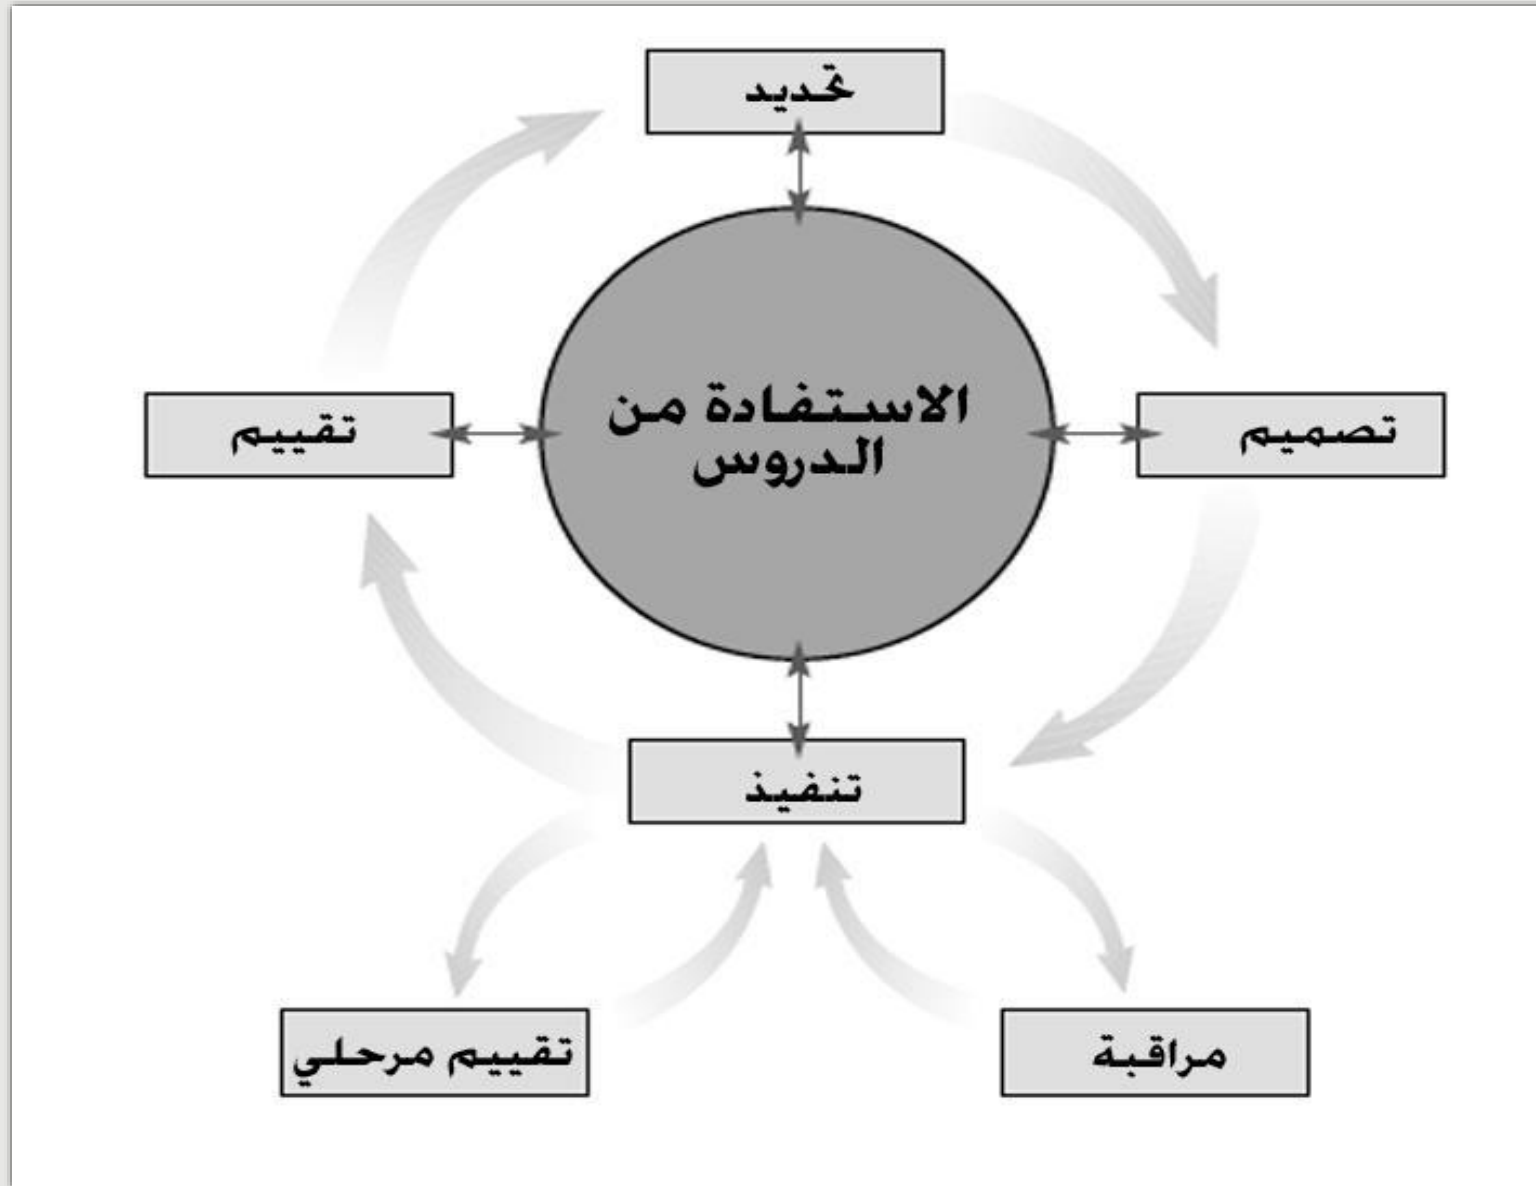 تحديد
الاستفادة من
الدروس
تصميم
تقييم
تنفيذ
مراقبة
تقييم مرحلي